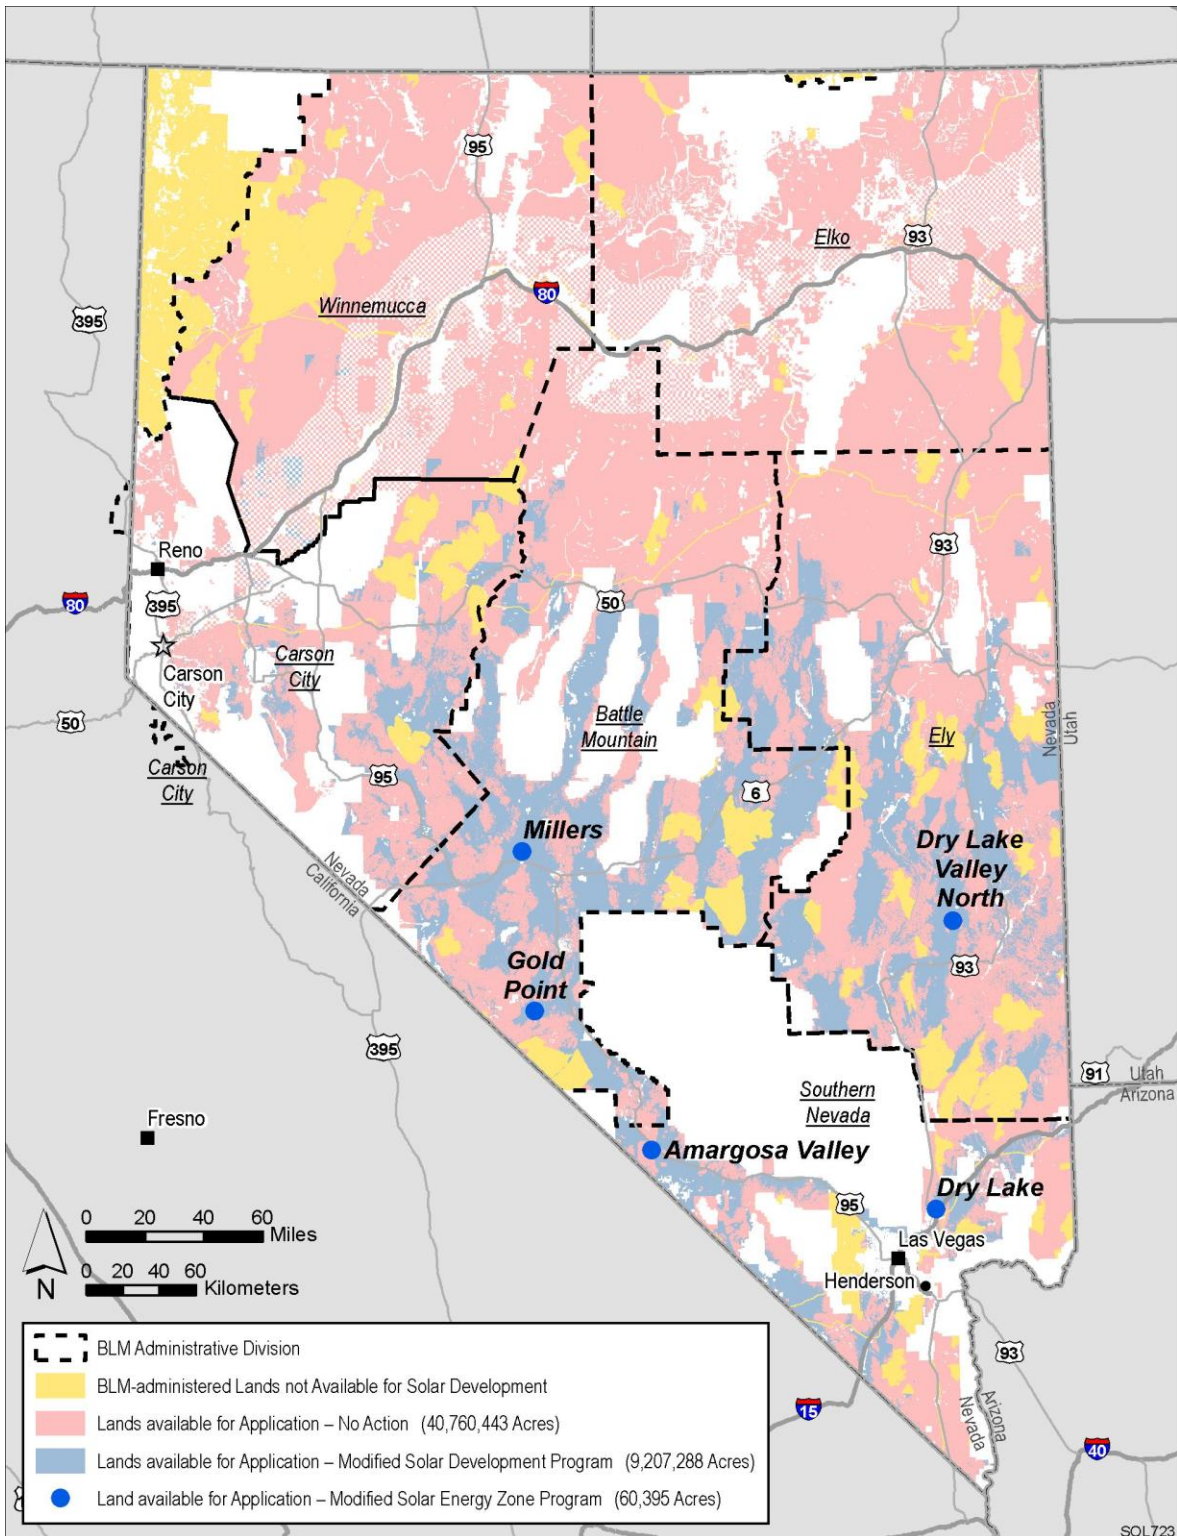 95
93
Elko
395
Winnemucca
80
Reno
80
395
50
93
Carson
City
Carson
City
Battle
Mountain
Nevada
Utah
50
Ely
Carson
City
95
6
Millers
Dry Lake
Valley
North
Nevada
California
Gold
Point
93
395
Southern
Nevada
91
Utah
Arizona
Fresno
Amargosa Valley
95
Dry Lake
0 20 40 60
Miles
Las Vegas
N
0 20 40 60
Kilometers
Henderson
93
Arizona
Nevada
15
40
BLM Administrative Division
BLM-administered Lands not Available for Solar Development
Lands available for Application – No Action (40,760,443 Acres)
Lands available for Application – Modified Solar Development Program (9,207,288 Acres)
Land available for Application – Modified Solar Energy Zone Program (60,395 Acres)
SOL723